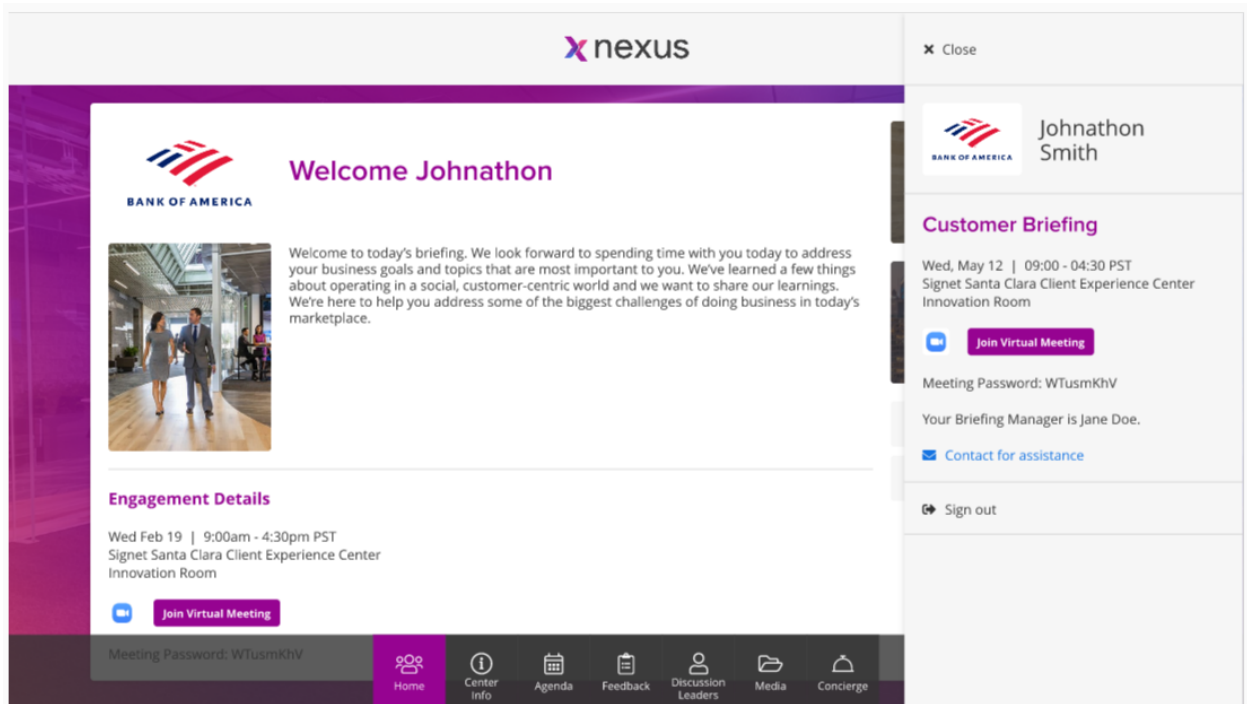 nexus
BANK OF AMERICA
Welcome Johnathon
Welcome to today's briefing. We look forward to spending time with you today to address
your business goals and topics that are most important to you. We've learned a few things
about operating in a social, customer-centric world and we want to share our learnings.
We're here to help you address some of the biggest challenges of doing business in today's
marketplace.
Engagement Details
Wed Feb 19 | 9:00am - 4:30pm PST
Signet Santa Clara Client Experience Center
Innovation Room
Join Virtual Meeting
Meeting Password: WTusmKhV
Home
Center
Info
Agenda
Feedback
Discussion
Leaders
Media
Concierge
Close
BANK OF AMERICA
Johnathon
Smith
Customer Briefing
Wed, May 12 | 09:00 - 04:30 PST
Signet Santa Clara Client Experience Center
Innovation Room
Join Virtual Meeting
Meeting Password: WTusmKhV
Your Briefing Manager is Jane Doe.
Contact for assistance
Sign out